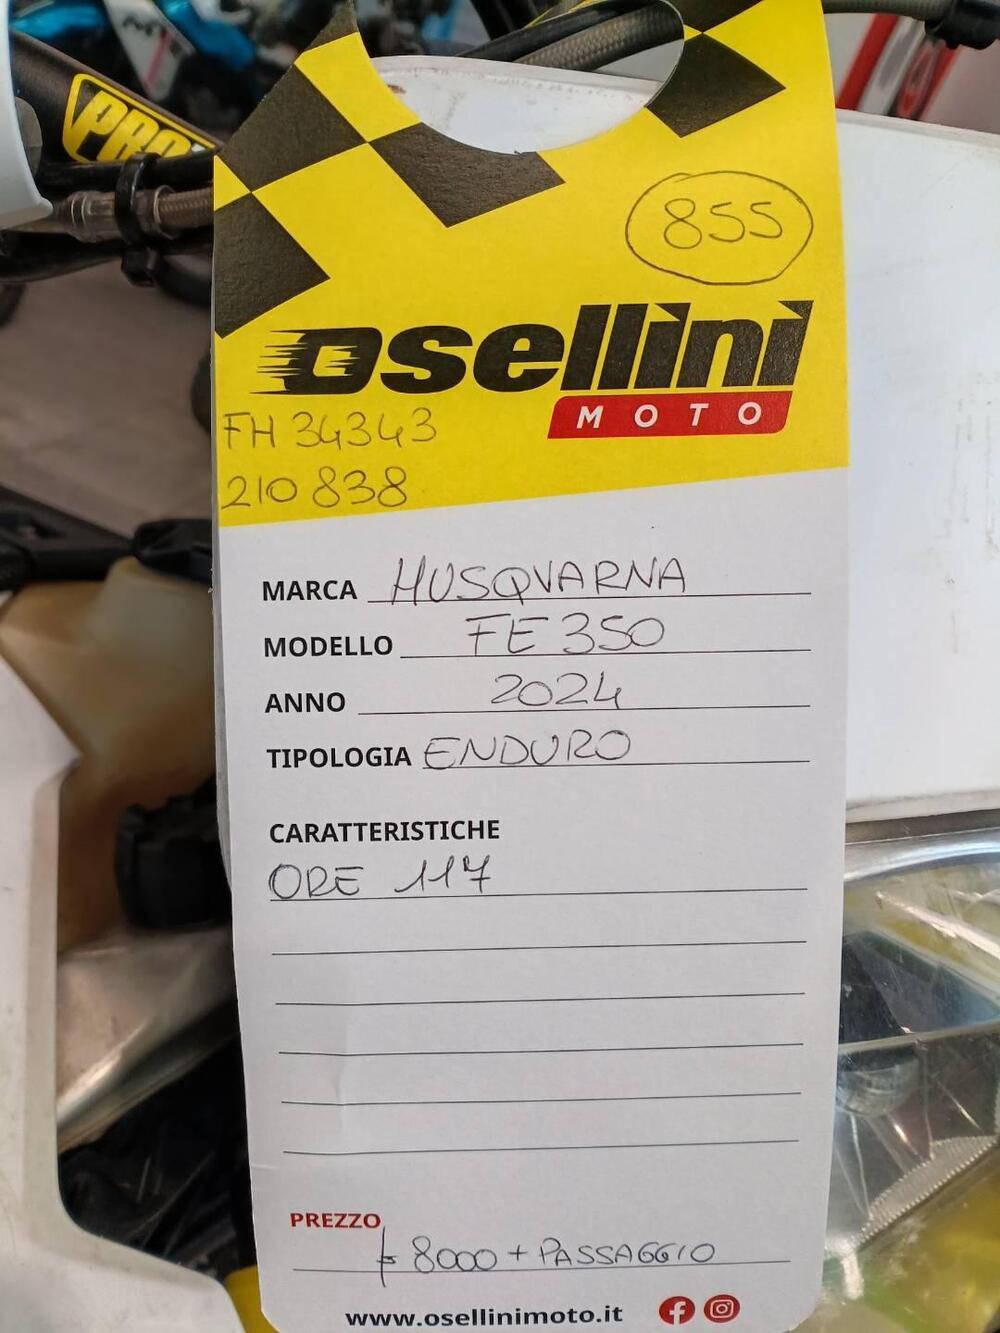 855
Osellini
MOTO
FH 34343
210 838
MARCA HUSQVARNA
MODELLO FE 350
ANNO 2024
TIPOLOGIA ENDURO
CARATTERISTICHE
ORE 117
PREZZO
€ 8000 + PASSAGGIO
www.osellinimoto.it